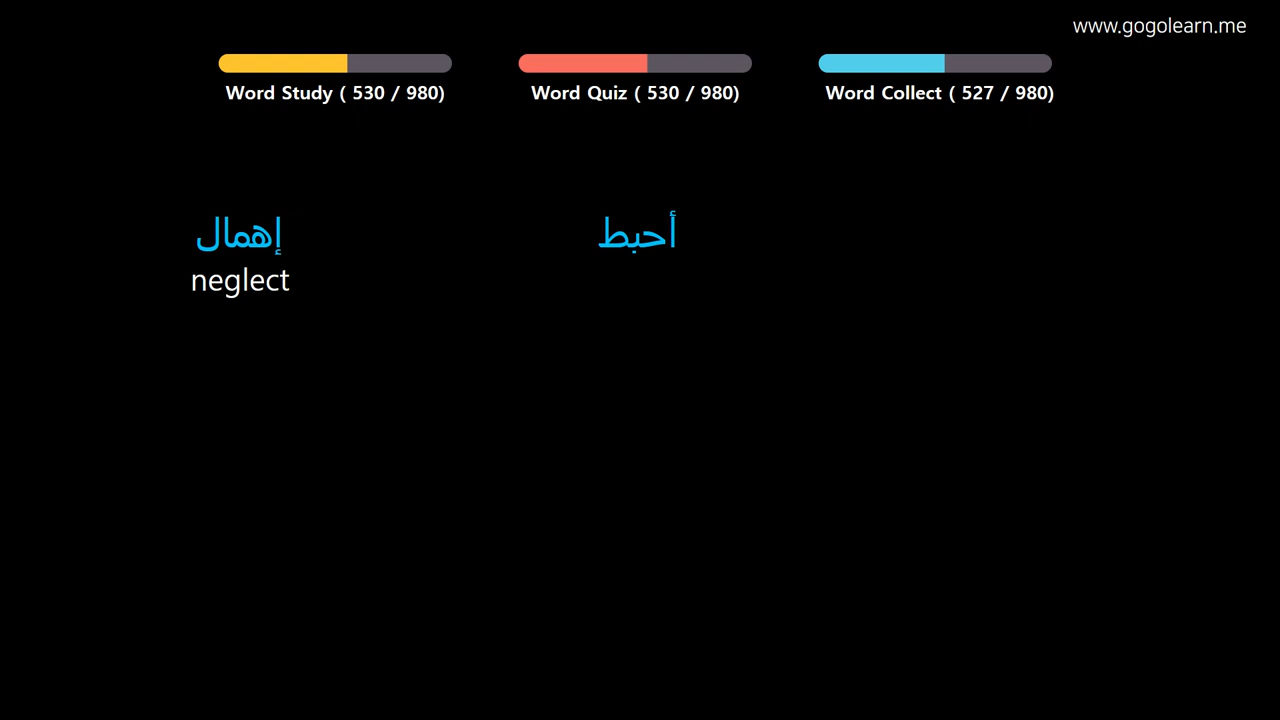 www.gogolearn.me
Word Study ( 530 / 980)
Word Quiz ( 530 / 980)
Word Collect ( 527 / 980)
إهمال
neglect
أحبط